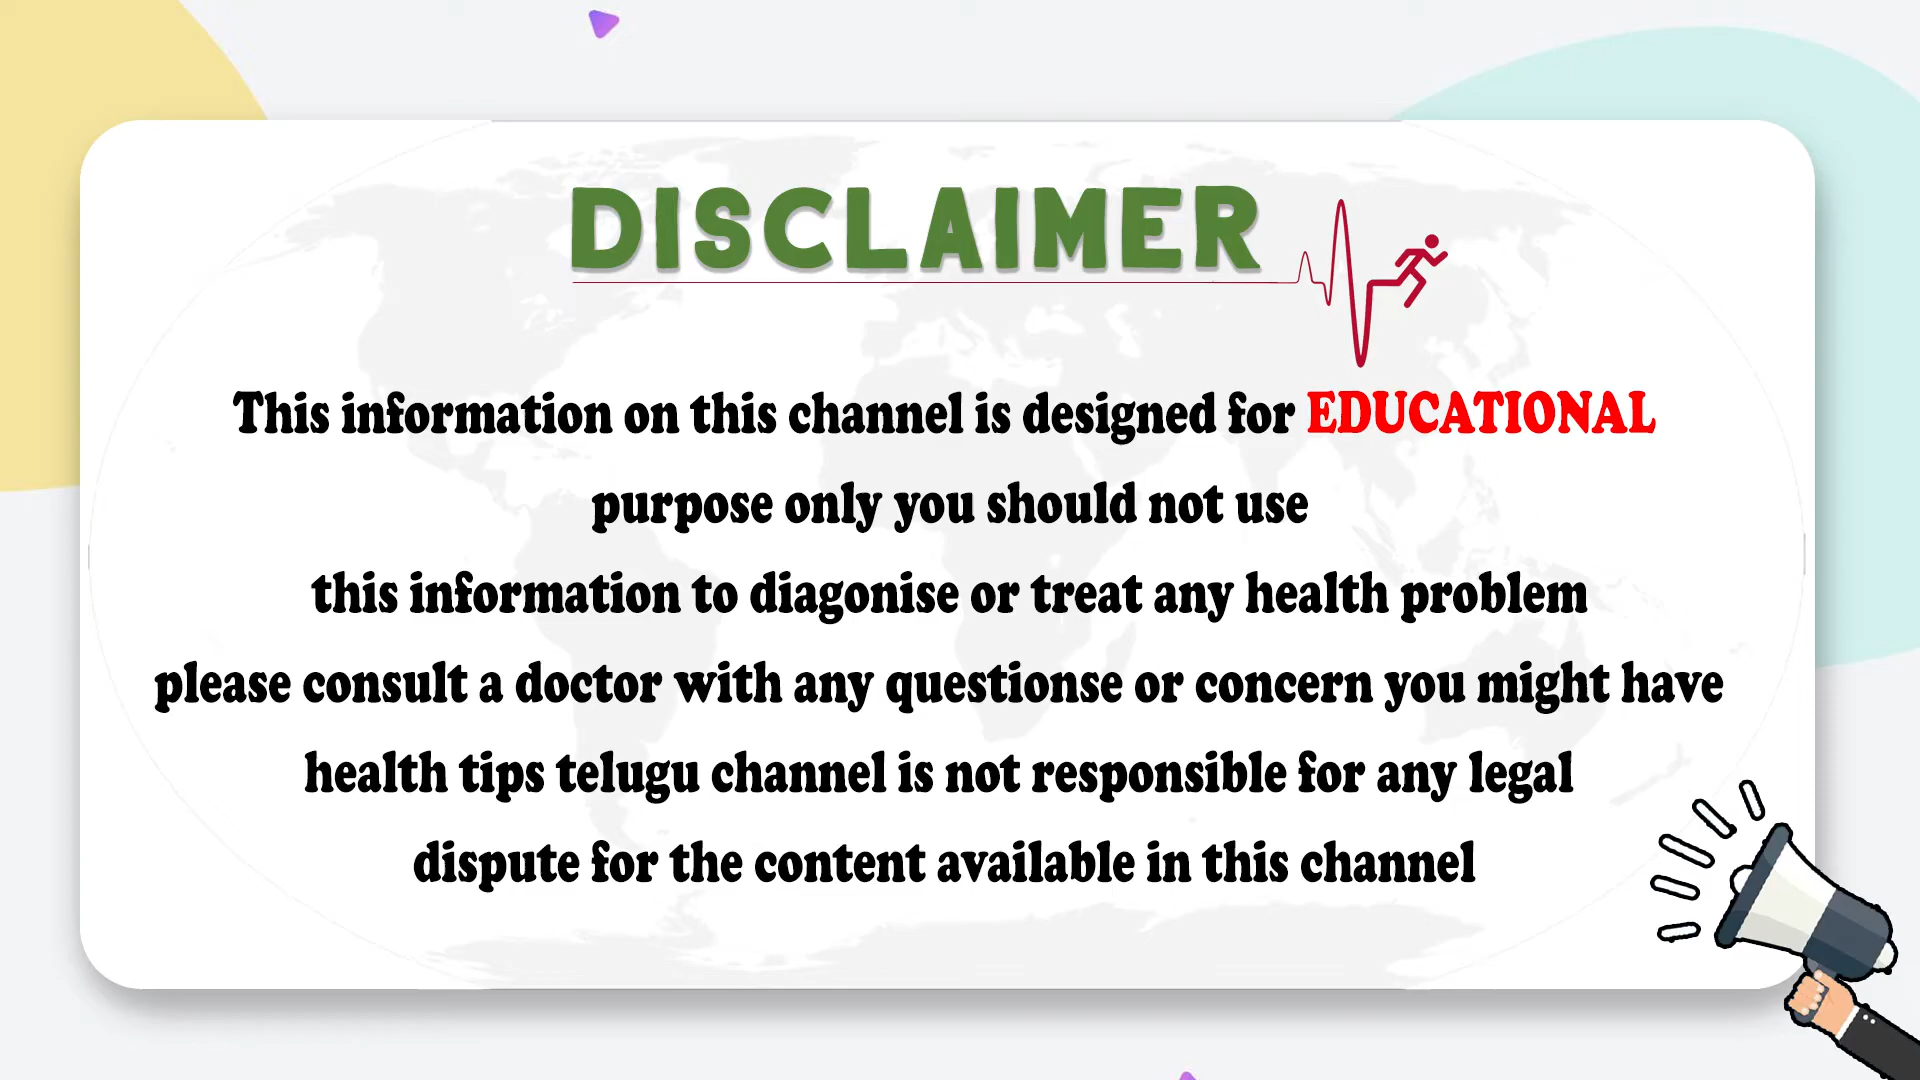 DISCLAIMER
This information on this channel is designed for EDUCATIONAL
purpose only you should not use
this information to diagonise or treat any health problem
please consult a doctor with any questionse or concern you might have
health tips telugu channel is not responsible for any legal
dispute for the content available in this channel